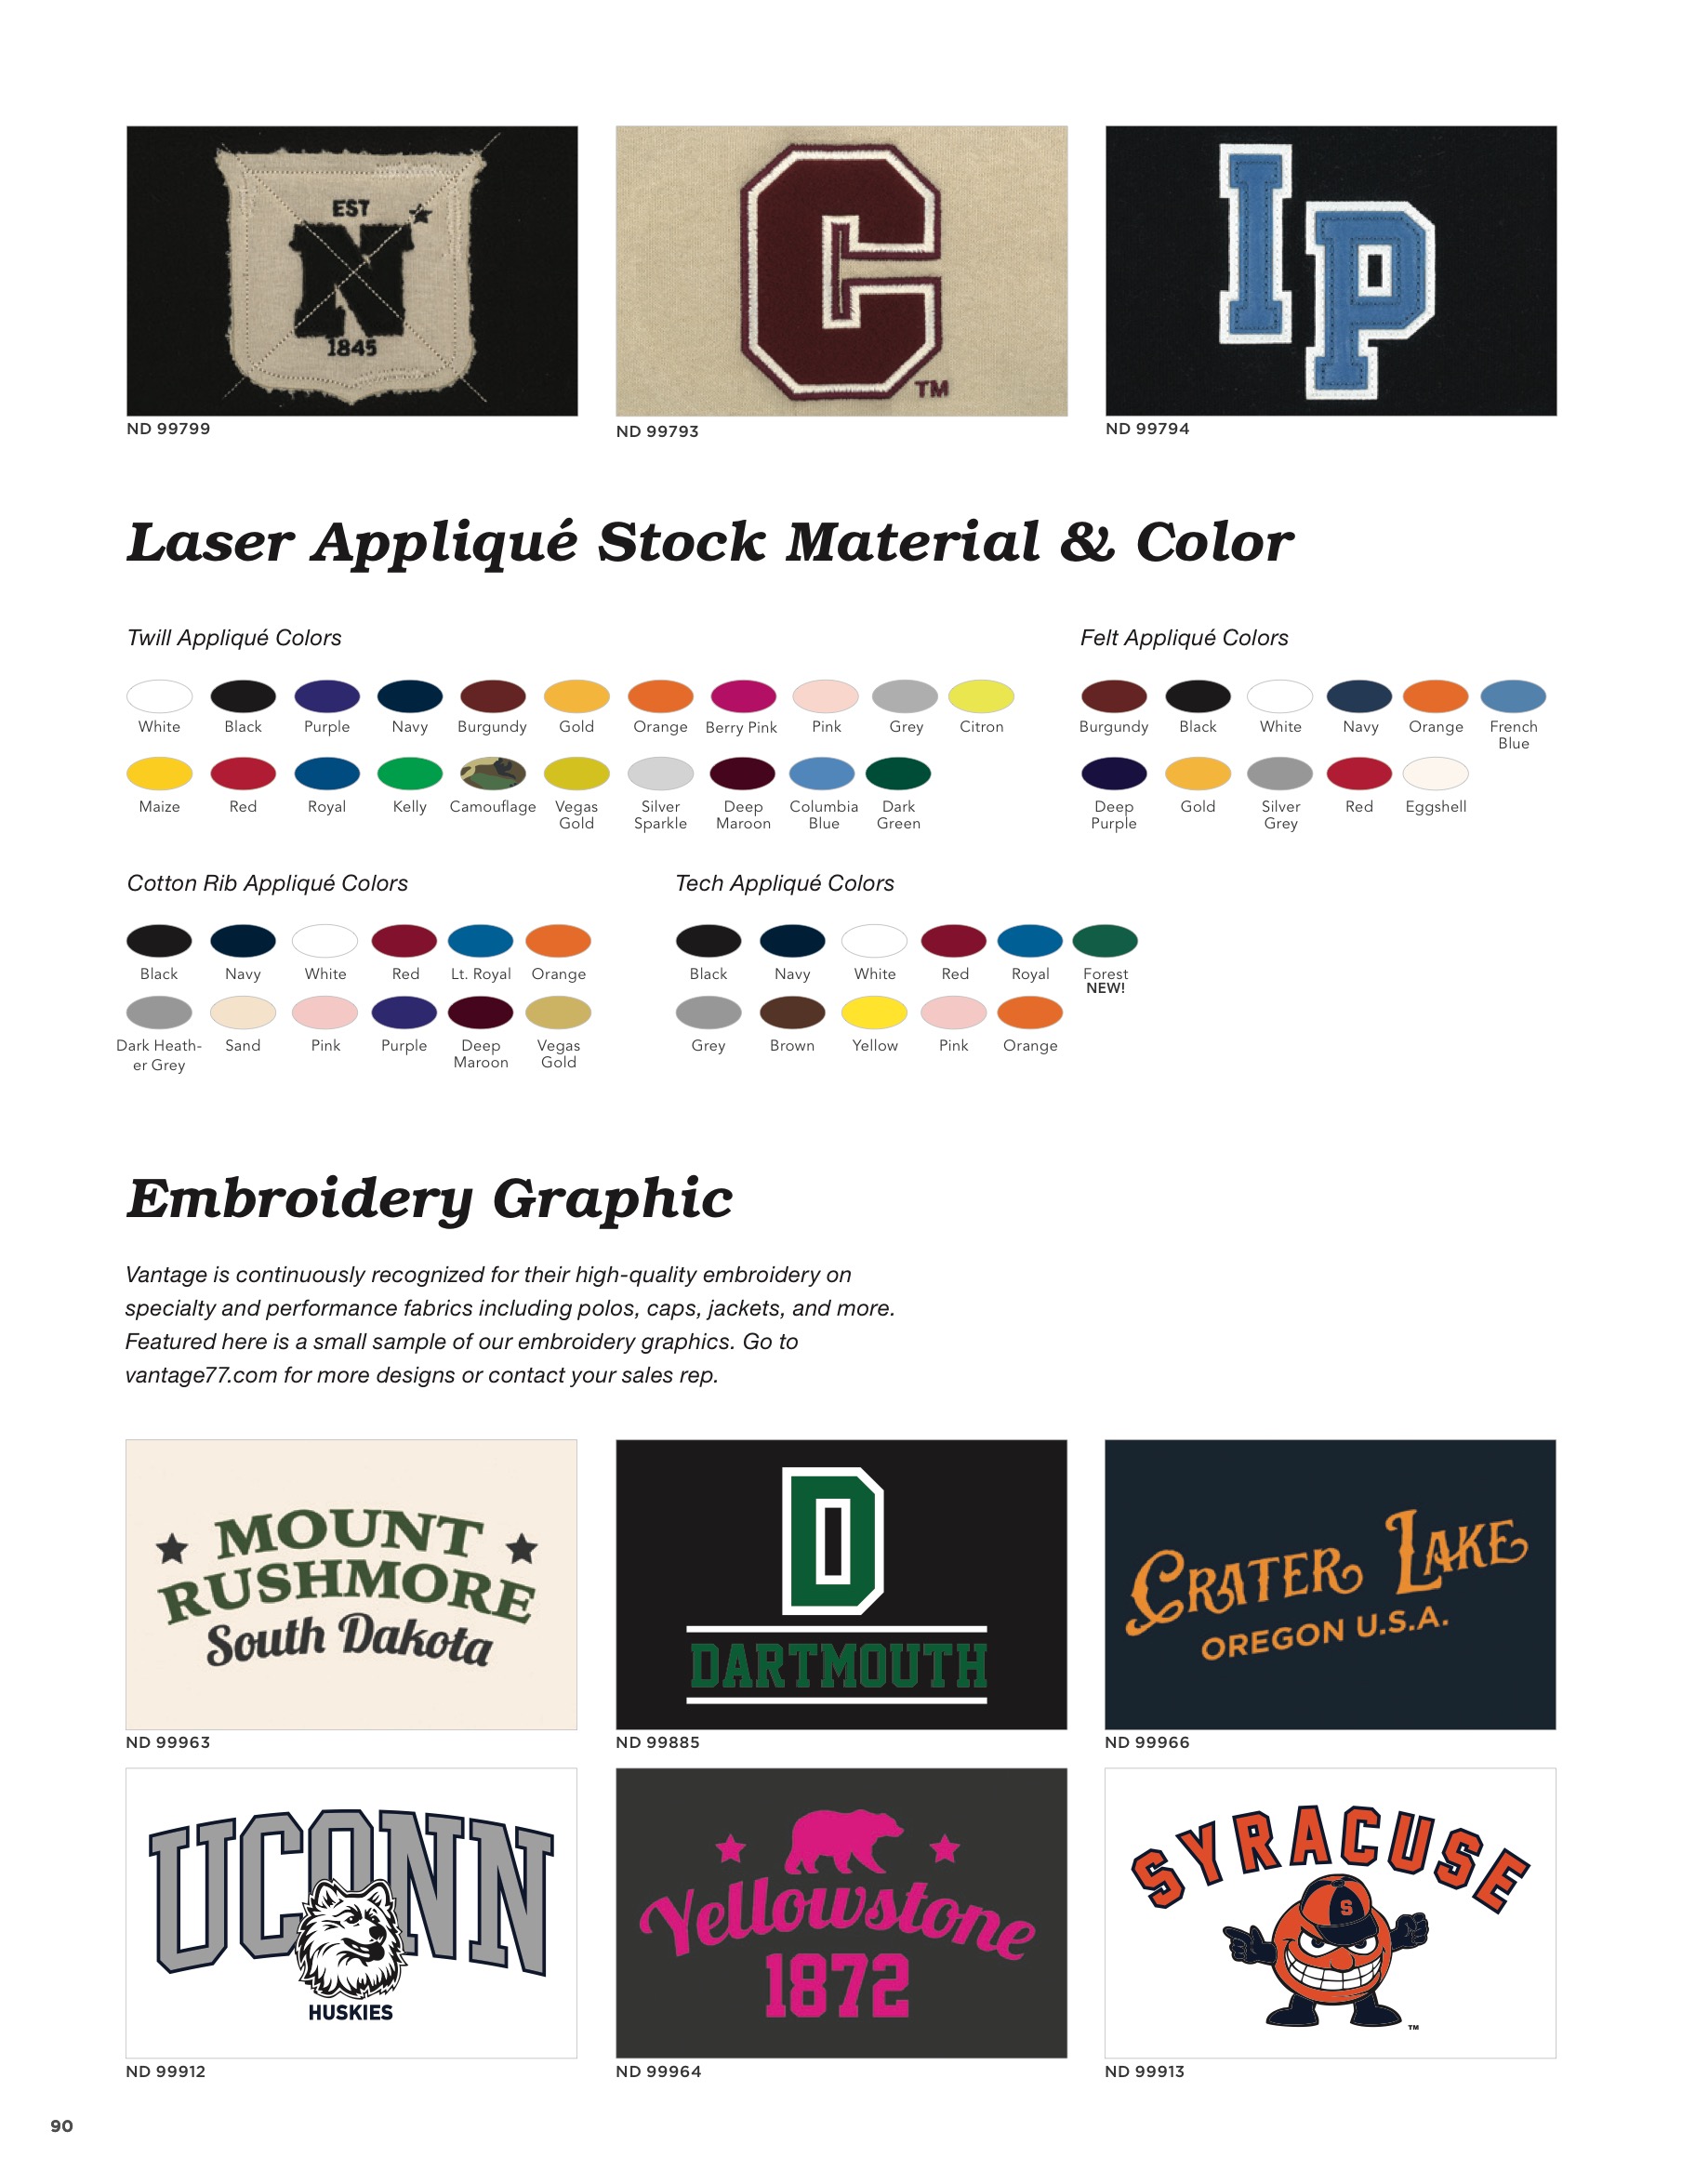 EST
N
1845
C
TM
IP
ND 99799
ND 99793
ND 99794
Laser Appliqué Stock Material & Color
Twill Appliqué Colors
White Black Purple Navy Burgundy Gold Orange Berry Pink Pink Grey Citron
Maize Red Royal Kelly Camouflage Vegas Silver Deep Columbia Dark
Gold Sparkle Maroon Blue Green
Felt Appliqué Colors
Burgundy Black White Navy Orange French
Blue
Deep Gold Silver Red Eggshell
Purple Grey
Cotton Rib Appliqué Colors
Black Navy White Red Lt. Royal Orange
Dark Heath- Sand Pink Purple Deep Vegas
er Grey Maroon Gold
Tech Appliqué Colors
Black Navy White Red Royal Forest
NEW!
Grey Brown Yellow Pink Orange
Embroidery Graphic
Vantage is continuously recognized for their high-quality embroidery on
specialty and performance fabrics including polos, caps, jackets, and more.
Featured here is a small sample of our embroidery graphics. Go to
vantage77.com for more designs or contact your sales rep.
MOUNT
RUSHMORE
South Dakota
ND 99963
D
DARTMOUTH
ND 99885
CRATER LAKE
OREGON U.S.A.
ND 99966
UCONN
HUSKIES
ND 99912
Yellowstone
1872
ND 99964
SYRACUSE
S
TM
ND 99913
90